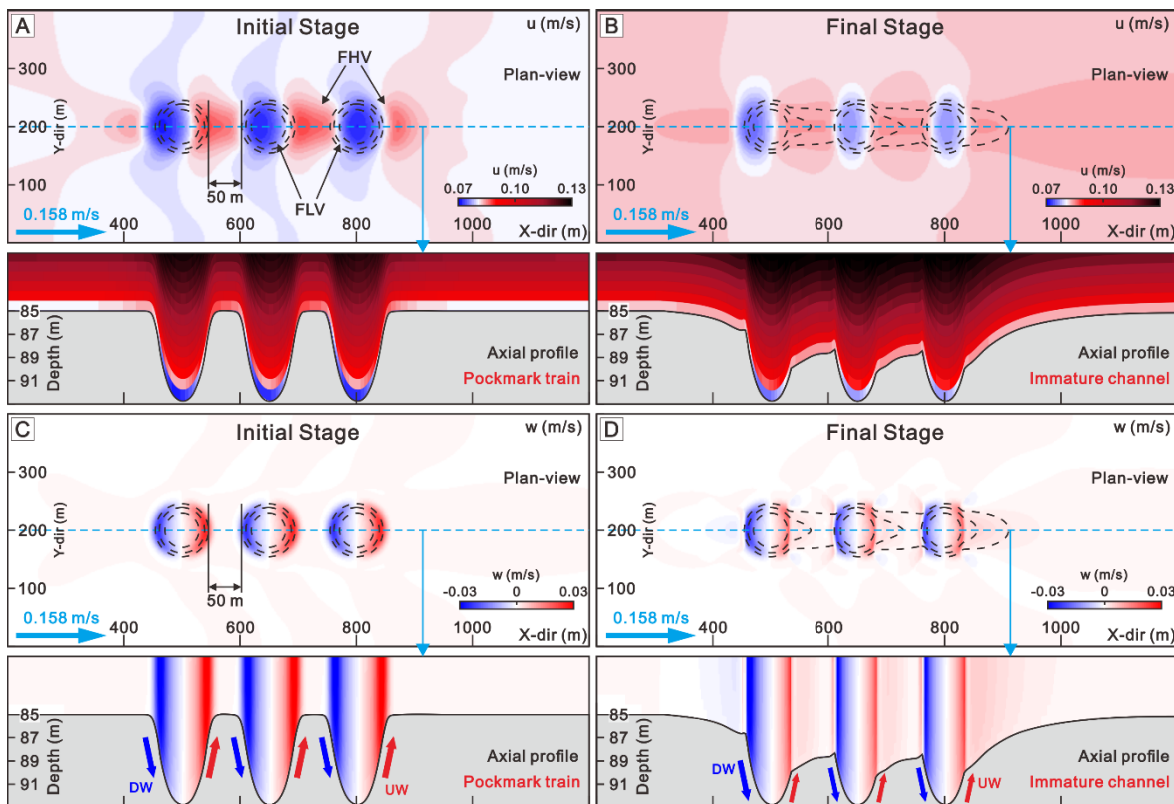 A
Initial Stage
u (m/s)
FHV
Plan-view
300
200
100
Y-dir (m)
50 m
FLV
u (m/s)
0.07
0.10
0.13
0.158 m/s
400
600
800
1000
X-dir (m)
85
87
89
91
Depth (m)
Axial profile
Pockmark train
B
Final Stage
u (m/s)
Plan-view
300
200
100
Y-dir (m)
u (m/s)
0.07
0.10
0.13
0.158 m/s
400
600
800
1000
X-dir (m)
85
87
89
91
Depth (m)
Axial profile
Immature channel
C
Initial Stage
w (m/s)
Plan-view
300
200
100
Y-dir (m)
50 m
w (m/s)
-0.03
0
0.03
0.158 m/s
400
600
800
1000
X-dir (m)
85
87
89
91
Depth (m)
DW
UW
Axial profile
Pockmark train
D
Final Stage
w (m/s)
Plan-view
300
200
100
Y-dir (m)
w (m/s)
-0.03
0
0.03
0.158 m/s
400
600
800
1000
X-dir (m)
85
87
89
91
Depth (m)
DW
UW
Axial profile
Immature channel